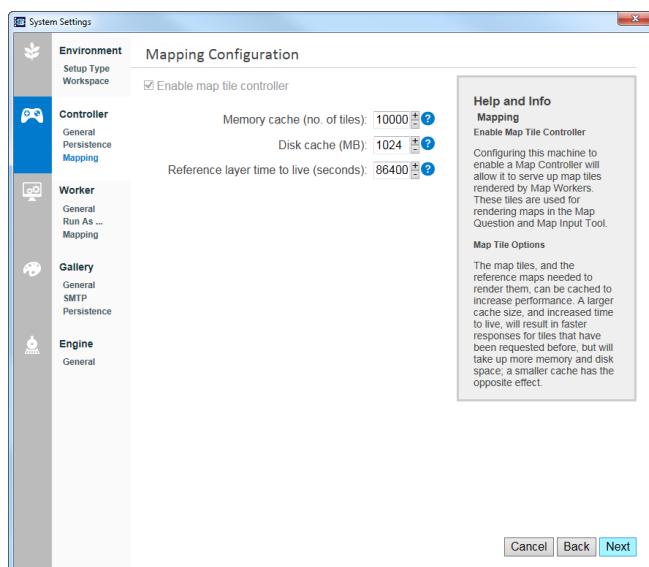 System Settings
x
Environment
Setup Type
Workspace
Controller
General
Persistence
Mapping
Worker
General
Run As ...
Mapping
Gallery
General
SMTP
Persistence
Engine
General
Mapping Configuration
Enable map tile controller
Memory cache (no. of tiles): 10000 + - ?
Disk cache (MB): 1024 + - ?
Reference layer time to live (seconds): 86400 + - ?
Help and Info
Mapping
Enable Map Tile Controller
Configuring this machine to
enable a Map Controller will
allow it to serve up map tiles
rendered by Map Workers.
These tiles are used for
rendering maps in the Map
Question and Map Input Tool.
Map Tile Options
The map tiles, and the
reference maps needed to
render them, can be cached to
increase performance. A larger
cache size, and increased time
to live, will result in faster
responses for tiles that have
been requested before, but will
take up more memory and disk
space; a smaller cache has the
opposite effect.
Cancel Back Next